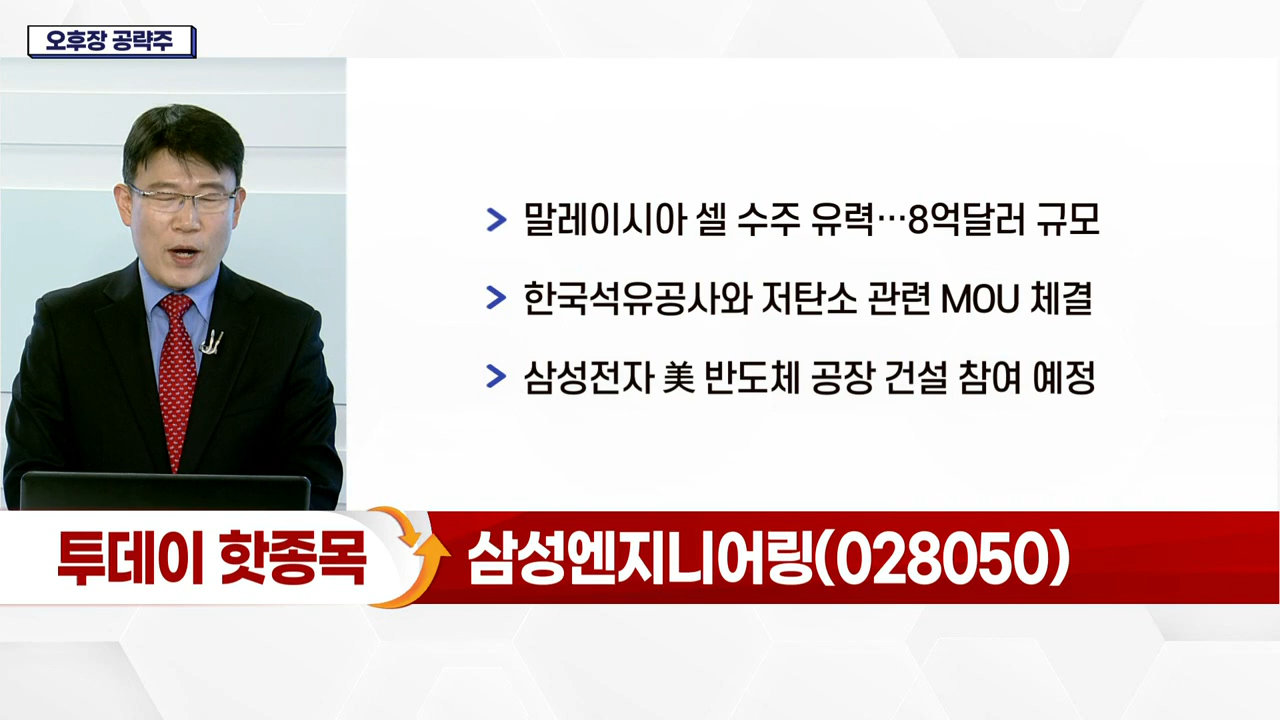 오후장 공략주
말레이시아 셸 수주 유력…8억달러 규모
한국석유공사와 저탄소 관련 MOU 체결
삼성전자 美 반도체 공장 건설 참여 예정
투데이 핫종목
삼성엔지니어링(028050)